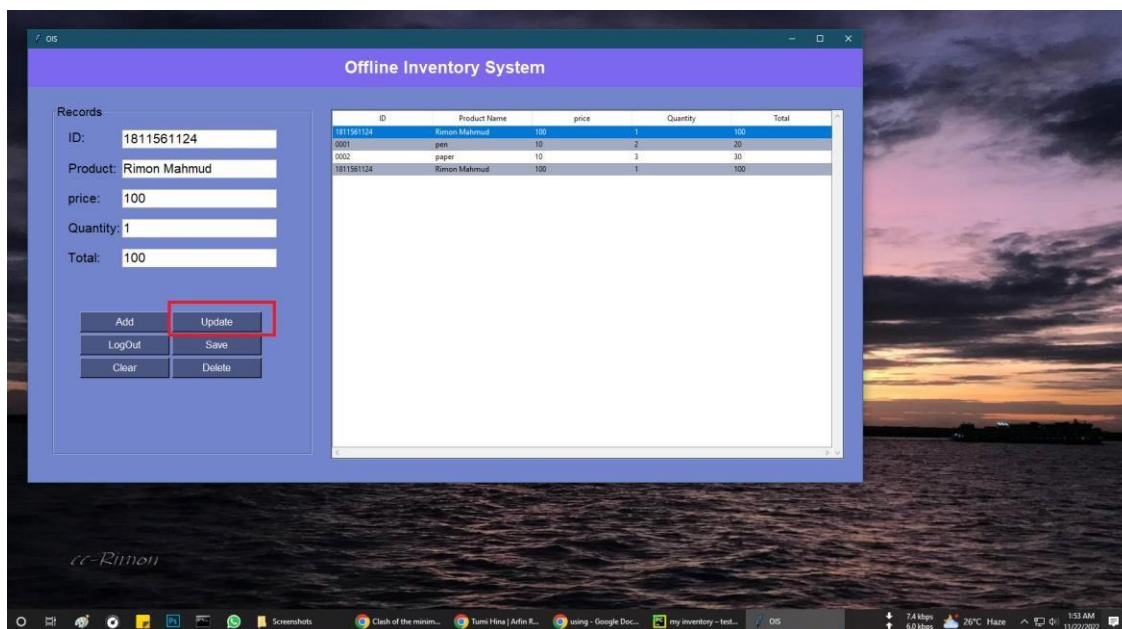 OIS
Offline Inventory System
Records
ID: 1811561124
Product: Rimon Mahmud
price: 100
Quantity: 1
Total: 100
Add Update
LogOut Save
Clear Delete
ID Product Name price Quantity Total
1811561124 Rimon Mahmud 100 1 100
0001 pen 10 2 20
0002 paper 10 3 30
1811561124 Rimon Mahmud 100 1 100
cc-Rimon
Screenshots Clash of the minim... Tumi Hina | Arfin R... using - Google Doc... my inventory – test... OIS
7.4 kbps
6.0 kbps
26°C Haze
1:53 AM
11/22/2022